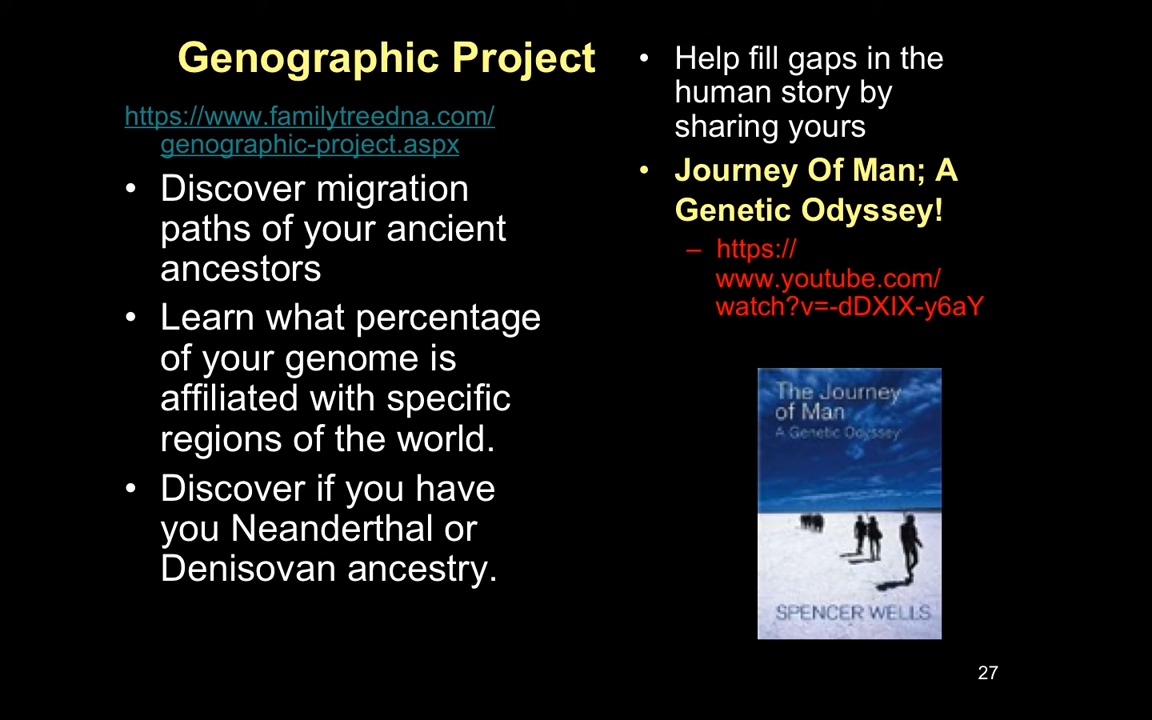 Genographic Project
https://www.familytreedna.com/
genographic-project.aspx
• Discover migration
paths of your ancient
ancestors
• Learn what percentage
of your genome is
affiliated with specific
regions of the world.
• Discover if you have
you Neanderthal or
Denisovan ancestry.
• Help fill gaps in the
human story by
sharing yours
• Journey Of Man; A
Genetic Odyssey!
– https://
www.youtube.com/
watch?v=-dDXIX-y6aY
The Journey
of Man
A Genetic Odyssey
SPENCER WELLS
27